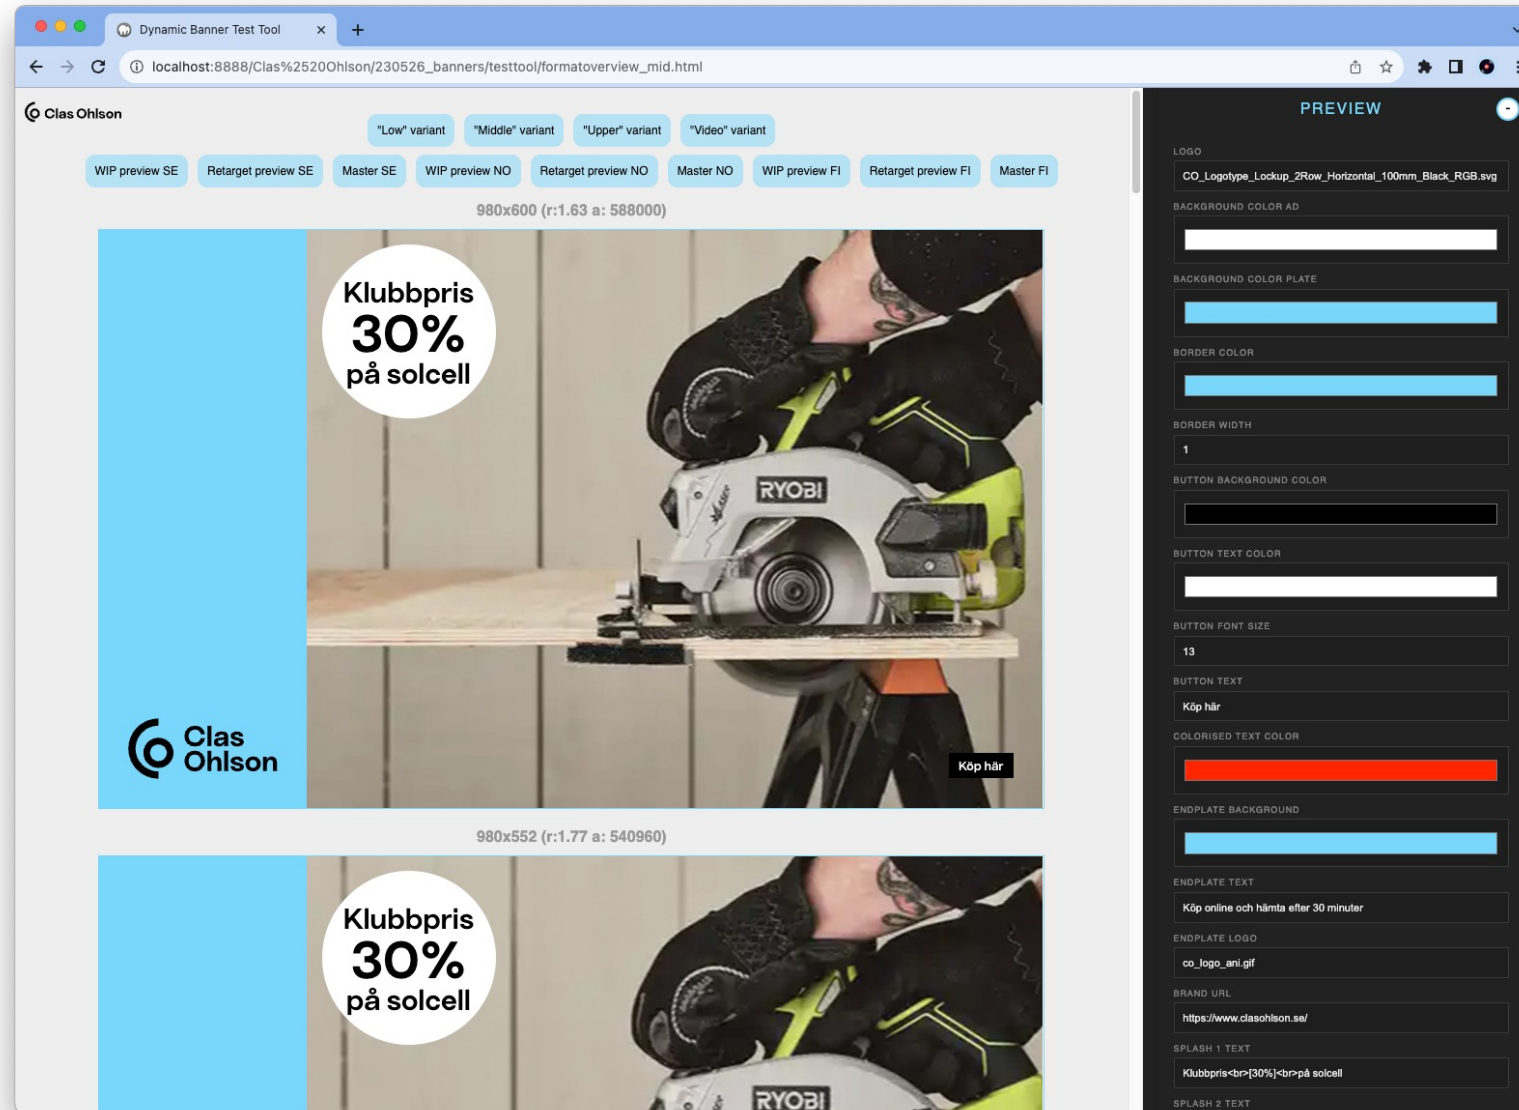 Dynamic Banner Test Tool
localhost:8888/Clas%2520Ohlson/230526_banners/testtool/formatoverview_mid.html
Clas Ohlson
"Low" variant "Middle" variant "Upper" variant "Video" variant
WIP preview SE Retarget preview SE Master SE WIP preview NO Retarget preview NO Master NO WIP preview FI Retarget preview FI Master FI
980x600 (r:1.63 a: 588000)
Klubbpris
30%
på solcell
RYOBI
Clas
Ohlson
Köp här
980x552 (r:1.77 a: 540960)
Klubbpris
30%
på solcell
RYOBI
PREVIEW
LOGO
CO_Logotype_Lockup_2Row_Horizontal_100mm_Black_RGB.svg
BACKGROUND COLOR AD
BACKGROUND COLOR PLATE
BORDER COLOR
BORDER WIDTH
1
BUTTON BACKGROUND COLOR
BUTTON TEXT COLOR
BUTTON FONT SIZE
13
BUTTON TEXT
Köp här
COLORISED TEXT COLOR
ENDPLATE BACKGROUND
ENDPLATE TEXT
Köp online och hämta efter 30 minuter
ENDPLATE LOGO
co_logo_ani.gif
BRAND URL
https://www.clasohlson.se/
SPLASH 1 TEXT
Klubbpris<br>[30%]<br>på solcell
SPLASH 2 TEXT